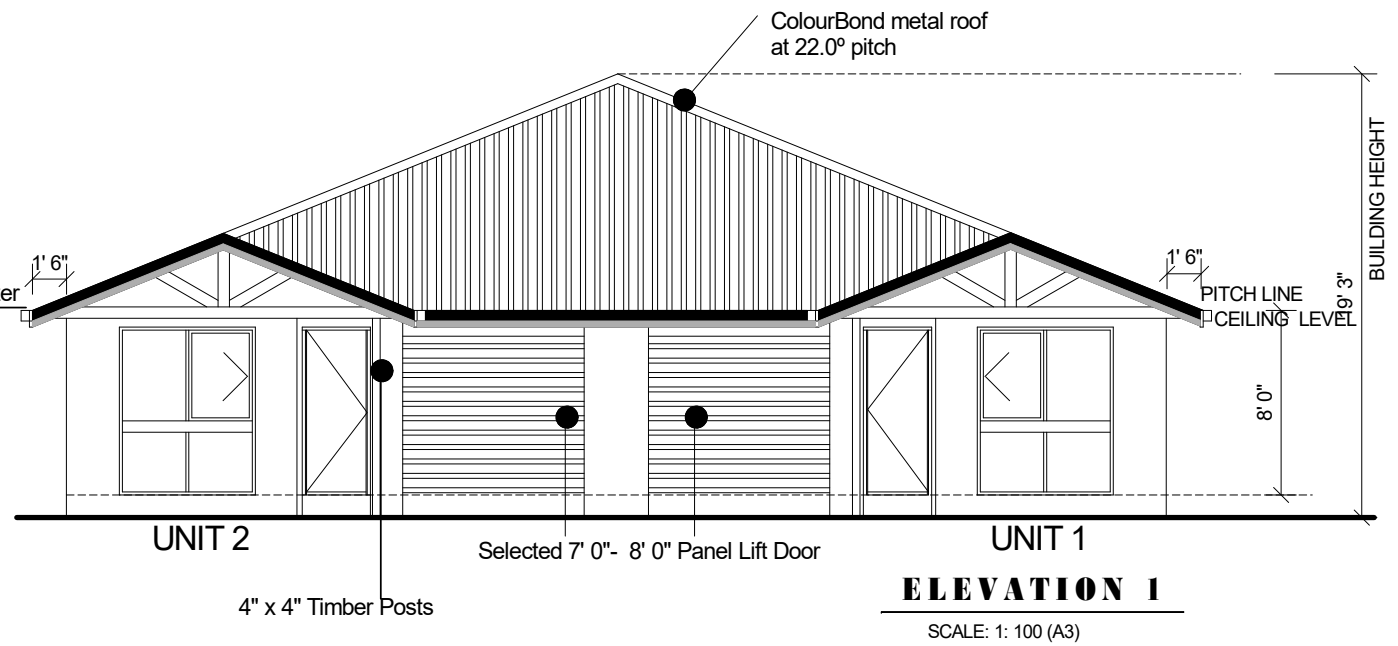 ColourBond metal roof
at 22.0º pitch
BUILDING HEIGHT
19' 3"
1' 6"
1' 6"
ter
PITCH LINE
CEILING LEVEL
8' 0"
UNIT 2
UNIT 1
Selected 7' 0"- 8' 0" Panel Lift Door
4" x 4" Timber Posts
ELEVATION 1
SCALE: 1: 100 (A3)